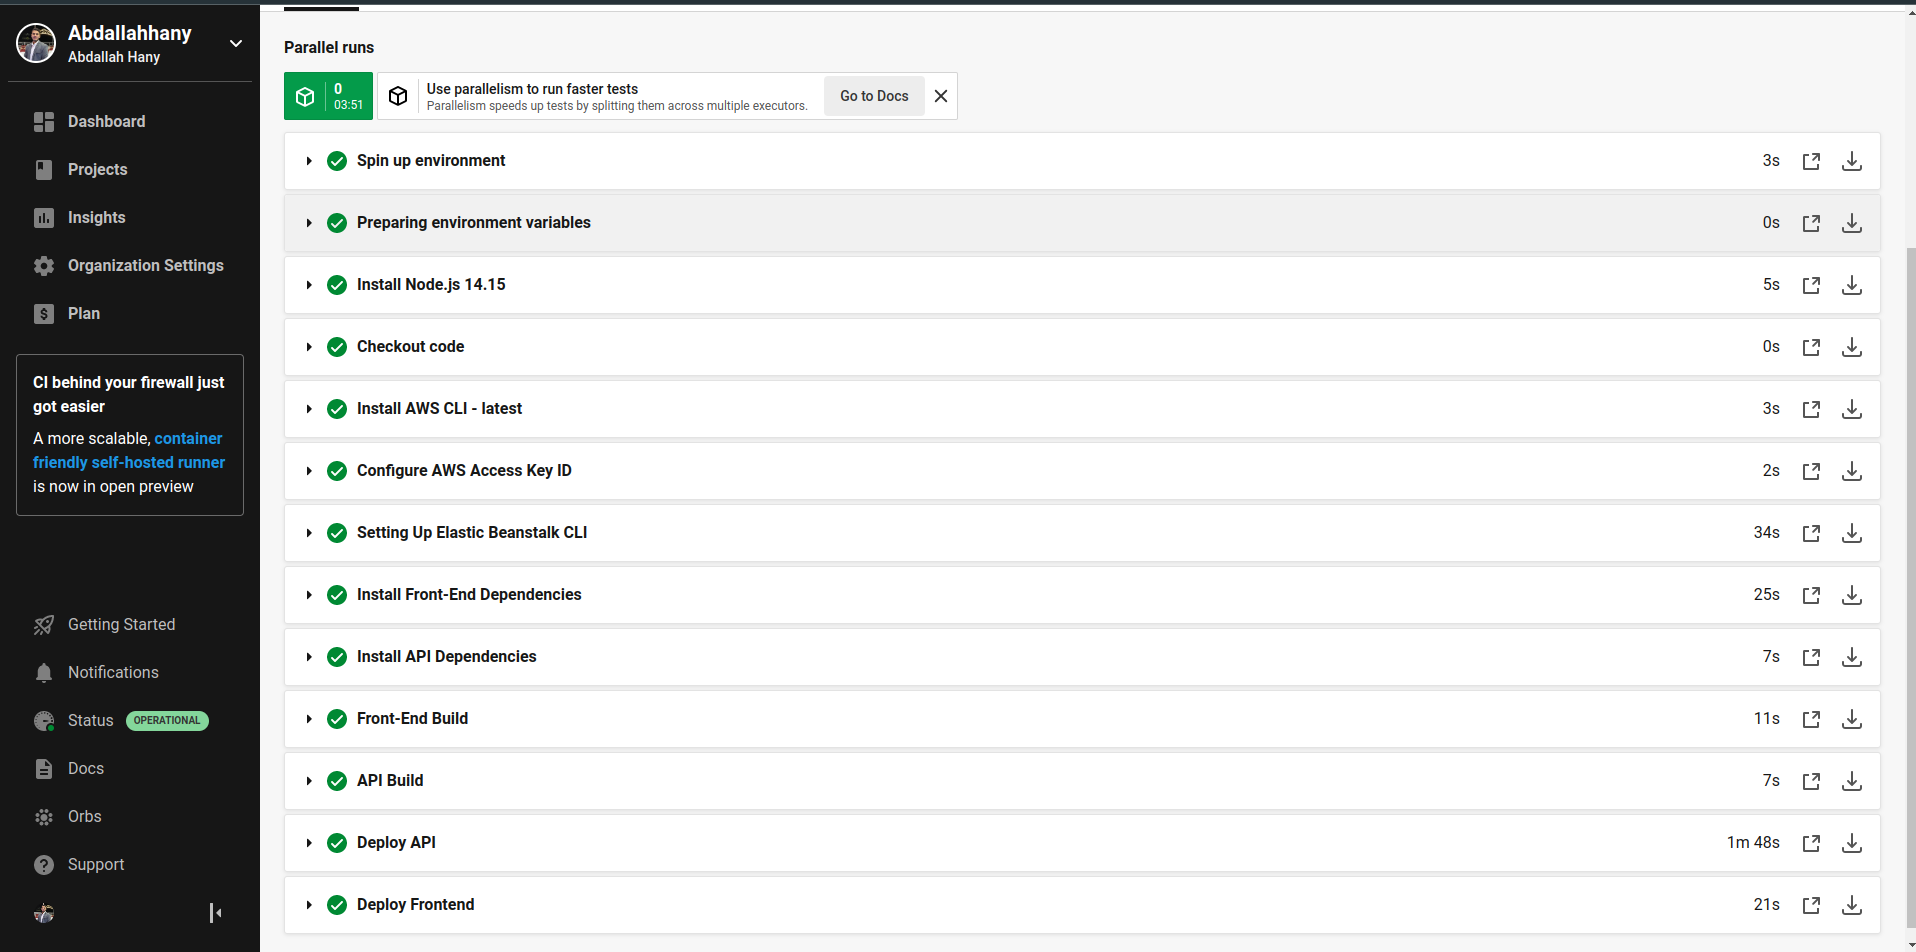 Abdallahhany
Abdallah Hany
Dashboard
Projects
Insights
Organization Settings
Plan
CI behind your firewall just
got easier
A more scalable, container
friendly self-hosted runner
is now in open preview
Getting Started
Notifications
Status OPERATIONAL
Docs
Orbs
Support
Parallel runs
0
03:51
Use parallelism to run faster tests
Parallelism speeds up tests by splitting them across multiple executors.
Go to Docs
Spin up environment 3s
Preparing environment variables 0s
Install Node.js 14.15 5s
Checkout code 0s
Install AWS CLI - latest 3s
Configure AWS Access Key ID 2s
Setting Up Elastic Beanstalk CLI 34s
Install Front-End Dependencies 25s
Install API Dependencies 7s
Front-End Build 11s
API Build 7s
Deploy API 1m 48s
Deploy Frontend 21s